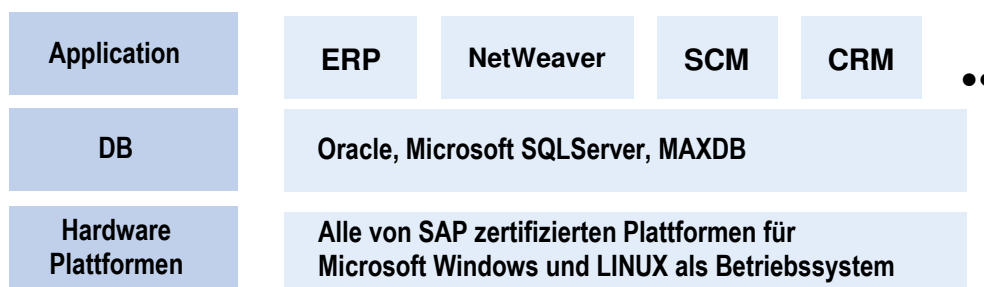 Application
ERP NetWeaver SCM CRM
DB
Oracle, Microsoft SQLServer, MAXDB
Hardware
Plattformen
Alle von SAP zertifizierten Plattformen für
Microsoft Windows und LINUX als Betriebssystem